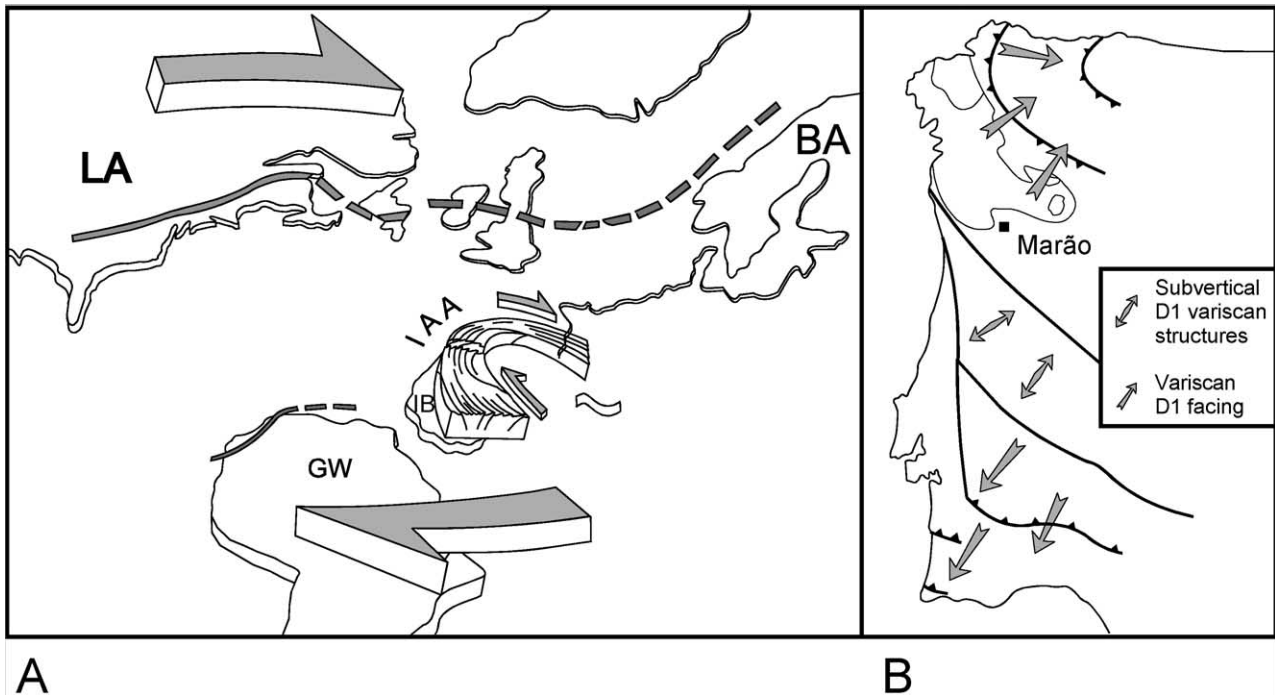 LA
BA
I A A
IB
GW
A
Marão
Subvertical
D1 variscan
structures
Variscan
D1 facing
B